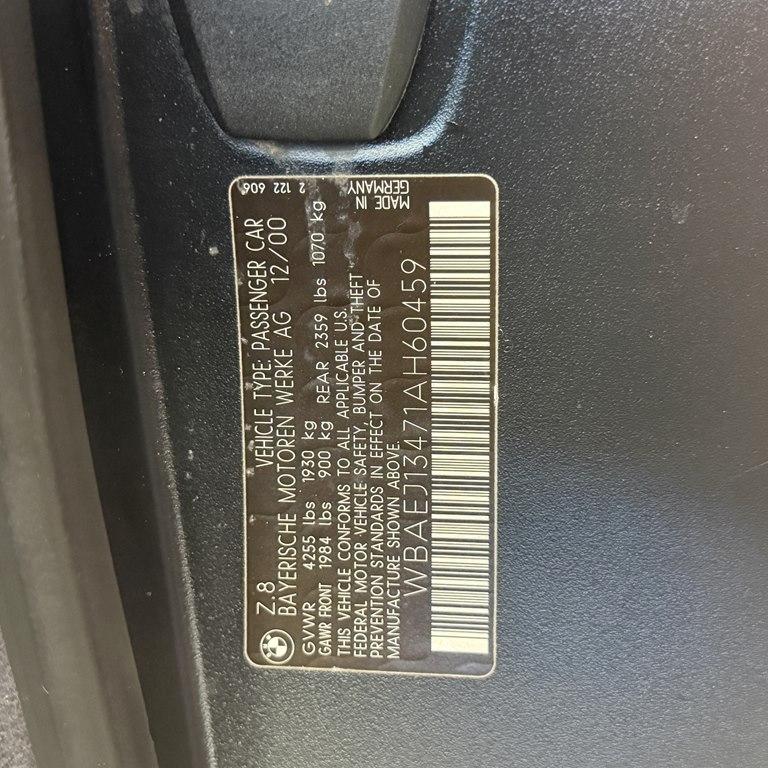 Z.8 VEHICLE TYPE: PASSENGER CAR
BAYERISCHE MOTOREN WERKE AG 12/00
GVWR 4255 lbs 1930 kg
GAWR FRONT 1984 lbs 900 kg REAR 2359 lbs 1070 kg
THIS VEHICLE CONFORMS TO ALL APPLICABLE U.S.
FEDERAL MOTOR VEHICLE SAFETY, BUMPER AND THEFT
PREVENTION STANDARDS IN EFFECT ON THE DATE OF
MANUFACTURE SHOWN ABOVE.
WBAEJ13471AH60459
2 122 606
MADE IN
GERMANY